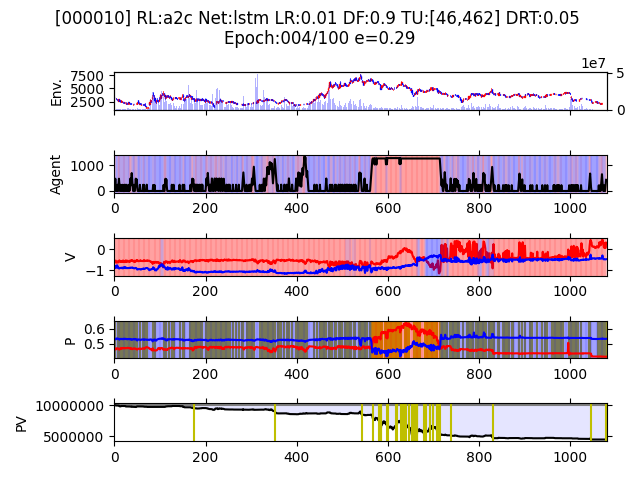 [000010] RL:a2c Net:lstm LR:0.01 DF:0.9 TU:[46,462] DRT:0.05
Epoch:004/100 e=0.29
1e7
Env.
7500
5000
2500
5
0
Agent
1000
0
0 200 400 600 800 1000
V
0
−1
0 200 400 600 800 1000
P
0.6
0.5
0 200 400 600 800 1000
PV
10000000
5000000
0 200 400 600 800 1000